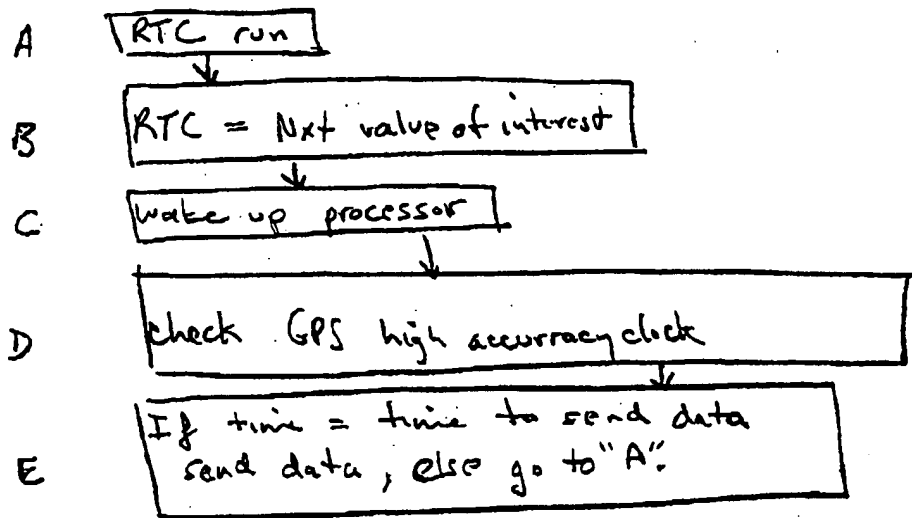 A RTC run
B RTC = Nxt value of interest
C wake up processor
D check GPS high accurracy clock
E If time = time to send data
send data, else go to "A".